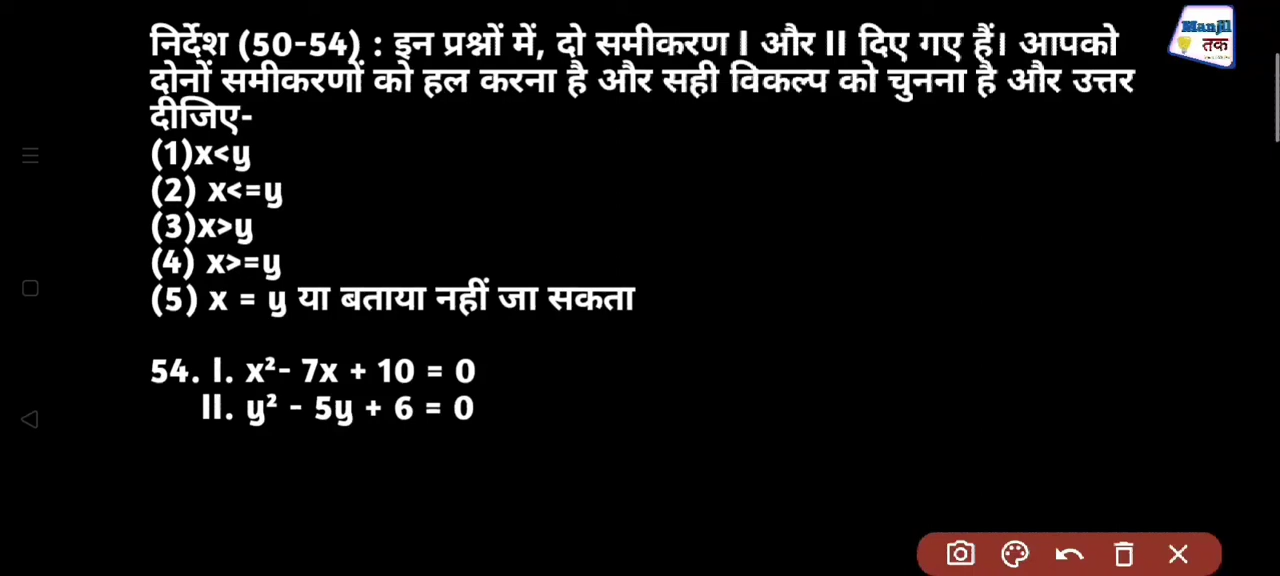 निर्देश (50-54) : इन प्रश्नों में, दो समीकरण I और II दिए गए हैं। आपको
दोनों समीकरणों को हल करना है और सही विकल्प को चुनना है और उत्तर
दीजिए-
(1)x<y
(2) x<=y
(3)x>y
(4) x>=y
(5) x = y या बताया नहीं जा सकता
54. I. x²- 7x + 10 = 0
II. y² - 5y + 6 = 0
Manjil
तक